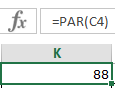 fx =PAR(C4)
K
88